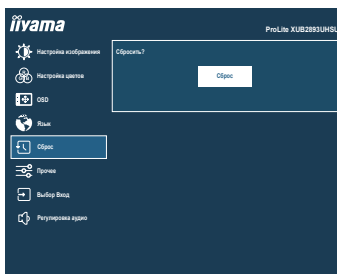 iiyama
ProLite XUB2893UHSU
Настройка изображения
Сбросить?
Сброс
Настройка цветов
OSD
Язык
Сброс
Прочее
Выбор Вход
Регулировка аудио